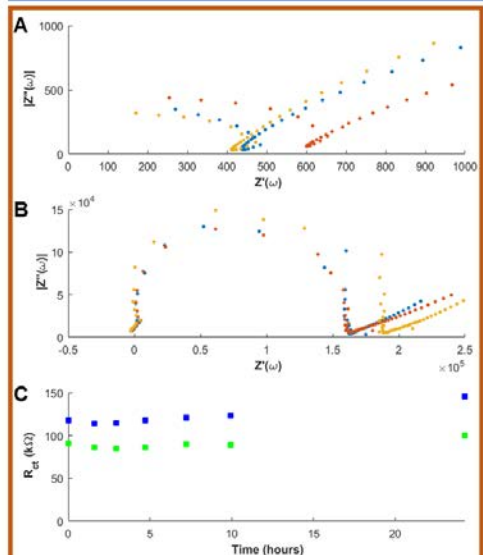 A
1000
500
0
|Z''(ω)|
0 100 200 300 400 500 600 700 800 900 1000
Z'(ω)
B
× 10⁴
15
10
5
0
|Z''(ω)|
-0.5 0 0.5 1 1.5 2 2.5
Z'(ω)
× 10⁵
C
150
100
50
0
R_ct (kΩ)
0 5 10 15 20
Time (hours)